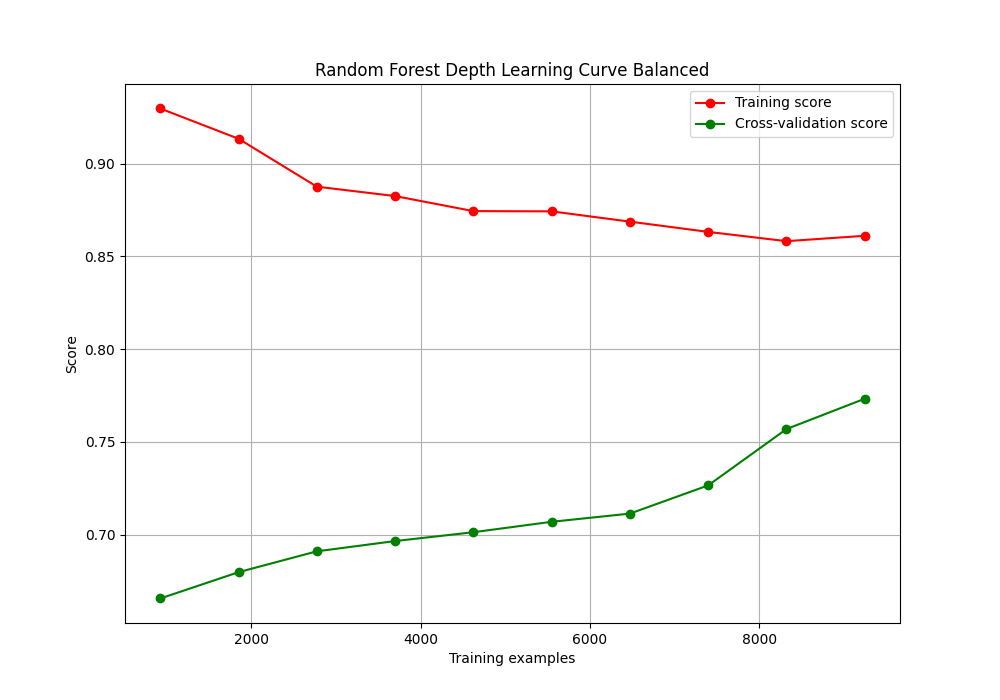 Random Forest Depth Learning Curve Balanced
Training score
Cross-validation score
0.90
0.85
0.80
0.75
0.70
Score
2000 4000 6000 8000
Training examples